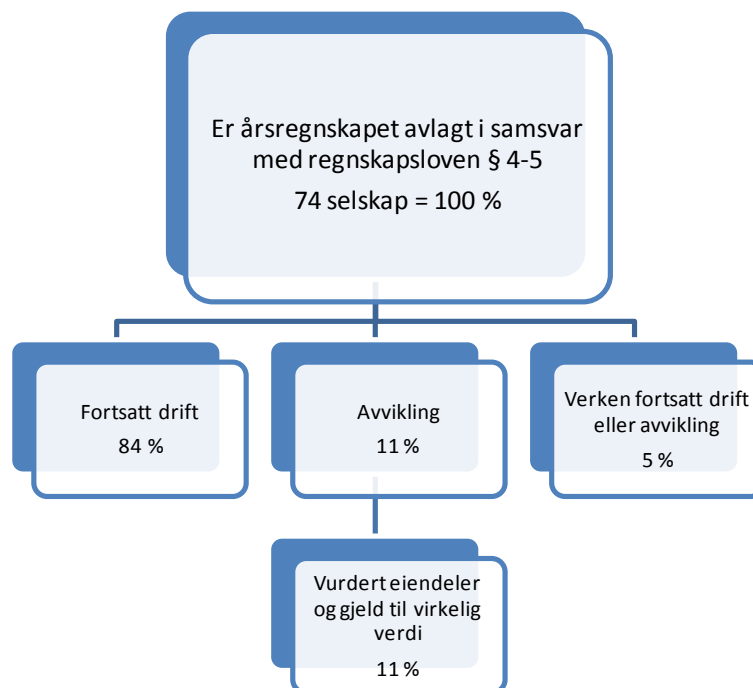 Er årsregnskapet avlagt i samsvar
med regnskapsloven § 4-5
74 selskap = 100 %
Fortsatt drift
84 %
Avvikling
11 %
Verken fortsatt drift
eller avvikling
5 %
Vurdert eiendeler
og gjeld til virkelig
verdi
11 %